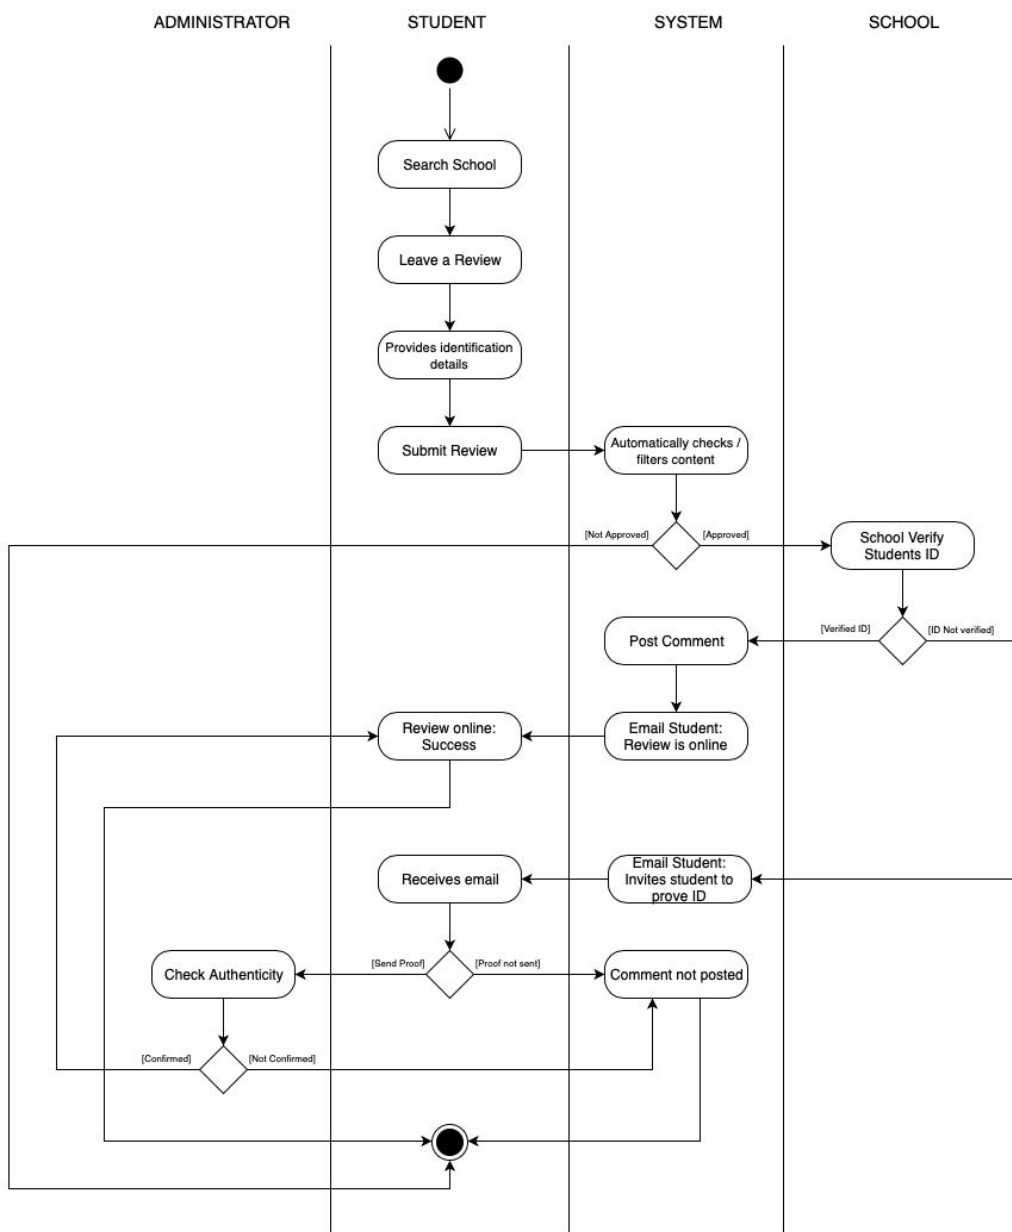 ADMINISTRATOR
STUDENT
SYSTEM
SCHOOL
Search School
Leave a Review
Provides identification
details
Submit Review
Automatically checks /
filters content
[Not Approved]
[Approved]
School Verify
Students ID
[Verified ID]
[ID Not verified]
Post Comment
Review online:
Success
Email Student:
Review is online
Receives email
Email Student:
Invites student to
prove ID
[Send Proof]
[Proof not sent]
Check Authenticity
Comment not posted
[Confirmed]
[Not Confirmed]